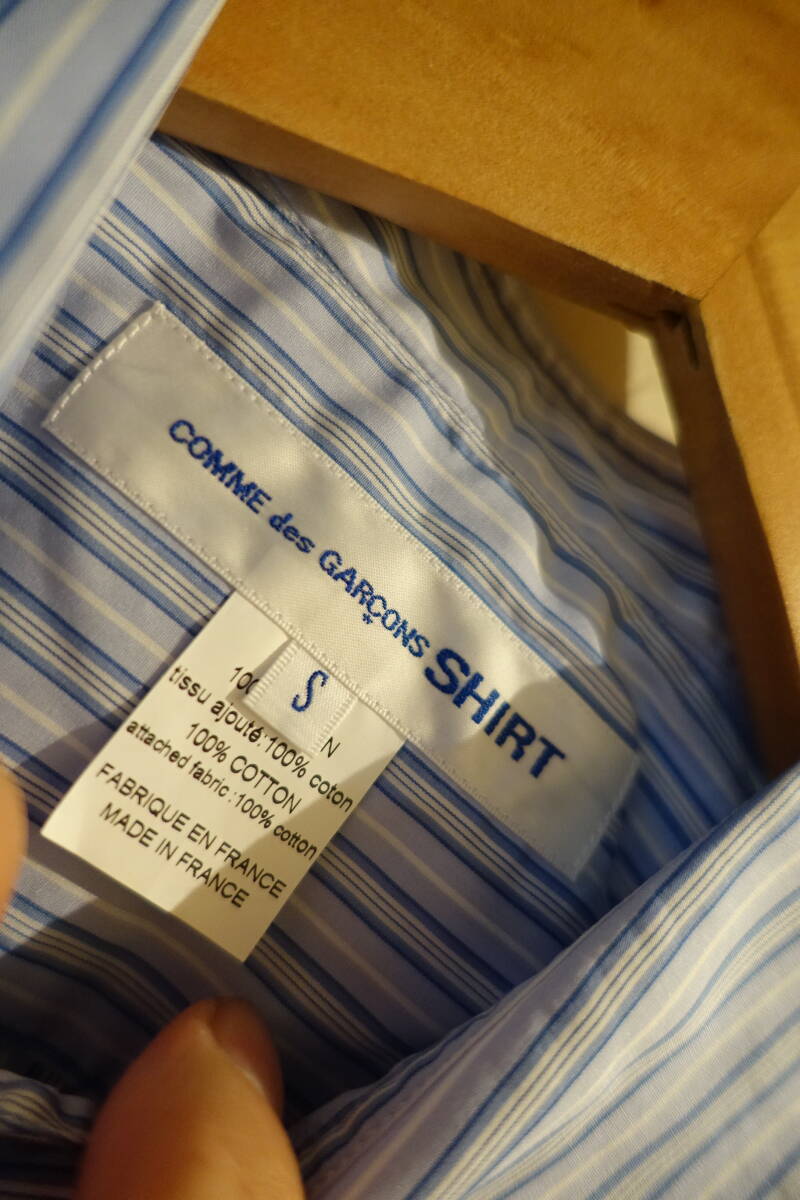 COMME des GARÇONS SHIRT
S
100 N
tissu ajouté:100% coton
100% COTTON
attached fabric:100% cotton
FABRIQUE EN FRANCE
MADE IN FRANCE